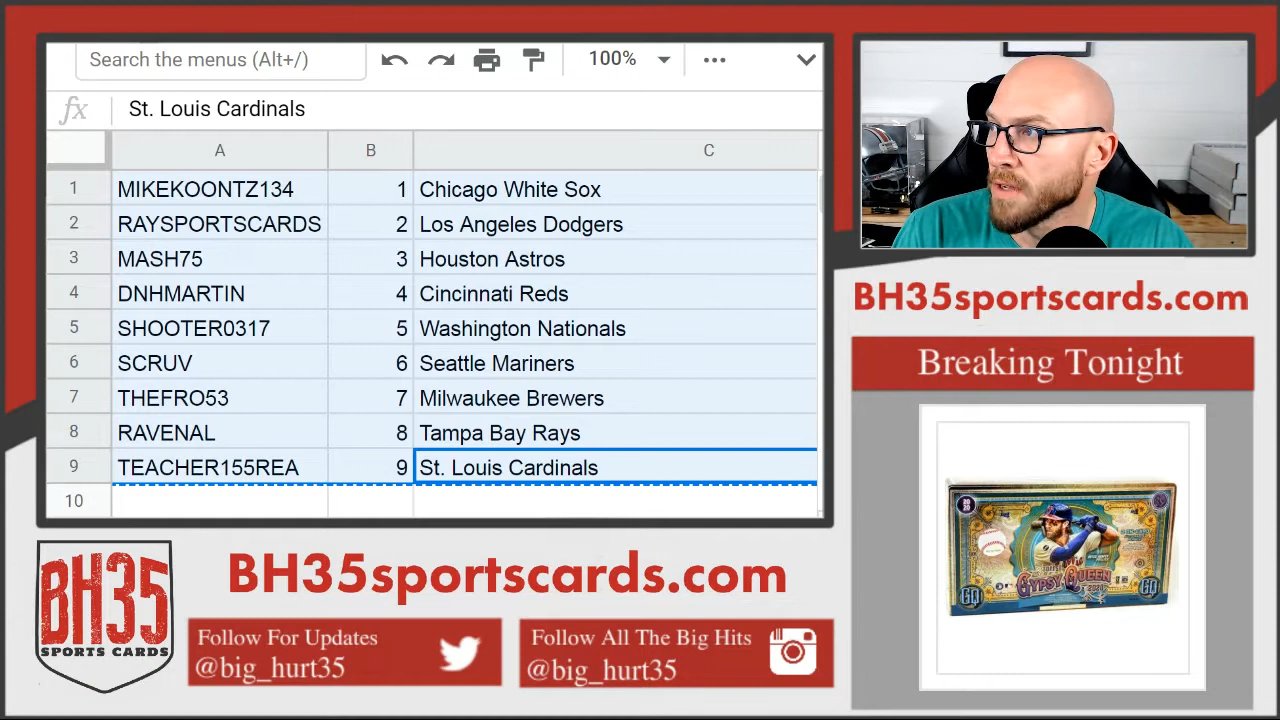 Search the menus (Alt+/)
100%
fx St. Louis Cardinals
A B C
1 MIKEKOONTZ134 1 Chicago White Sox
2 RAYSPORTSCARDS 2 Los Angeles Dodgers
3 MASH75 3 Houston Astros
4 DNHMARTIN 4 Cincinnati Reds
5 SHOOTER0317 5 Washington Nationals
6 SCRUV 6 Seattle Mariners
7 THEFRO53 7 Milwaukee Brewers
8 RAVENAL 8 Tampa Bay Rays
9 TEACHER155REA 9 St. Louis Cardinals
10
BH35sportscards.com
Breaking Tonight
2020
GYPSY QUEEN
GQ
GQ
BH35
SPORTS CARDS
BH35sportscards.com
Follow For Updates
@big_hurt35
Follow All The Big Hits
@big_hurt35